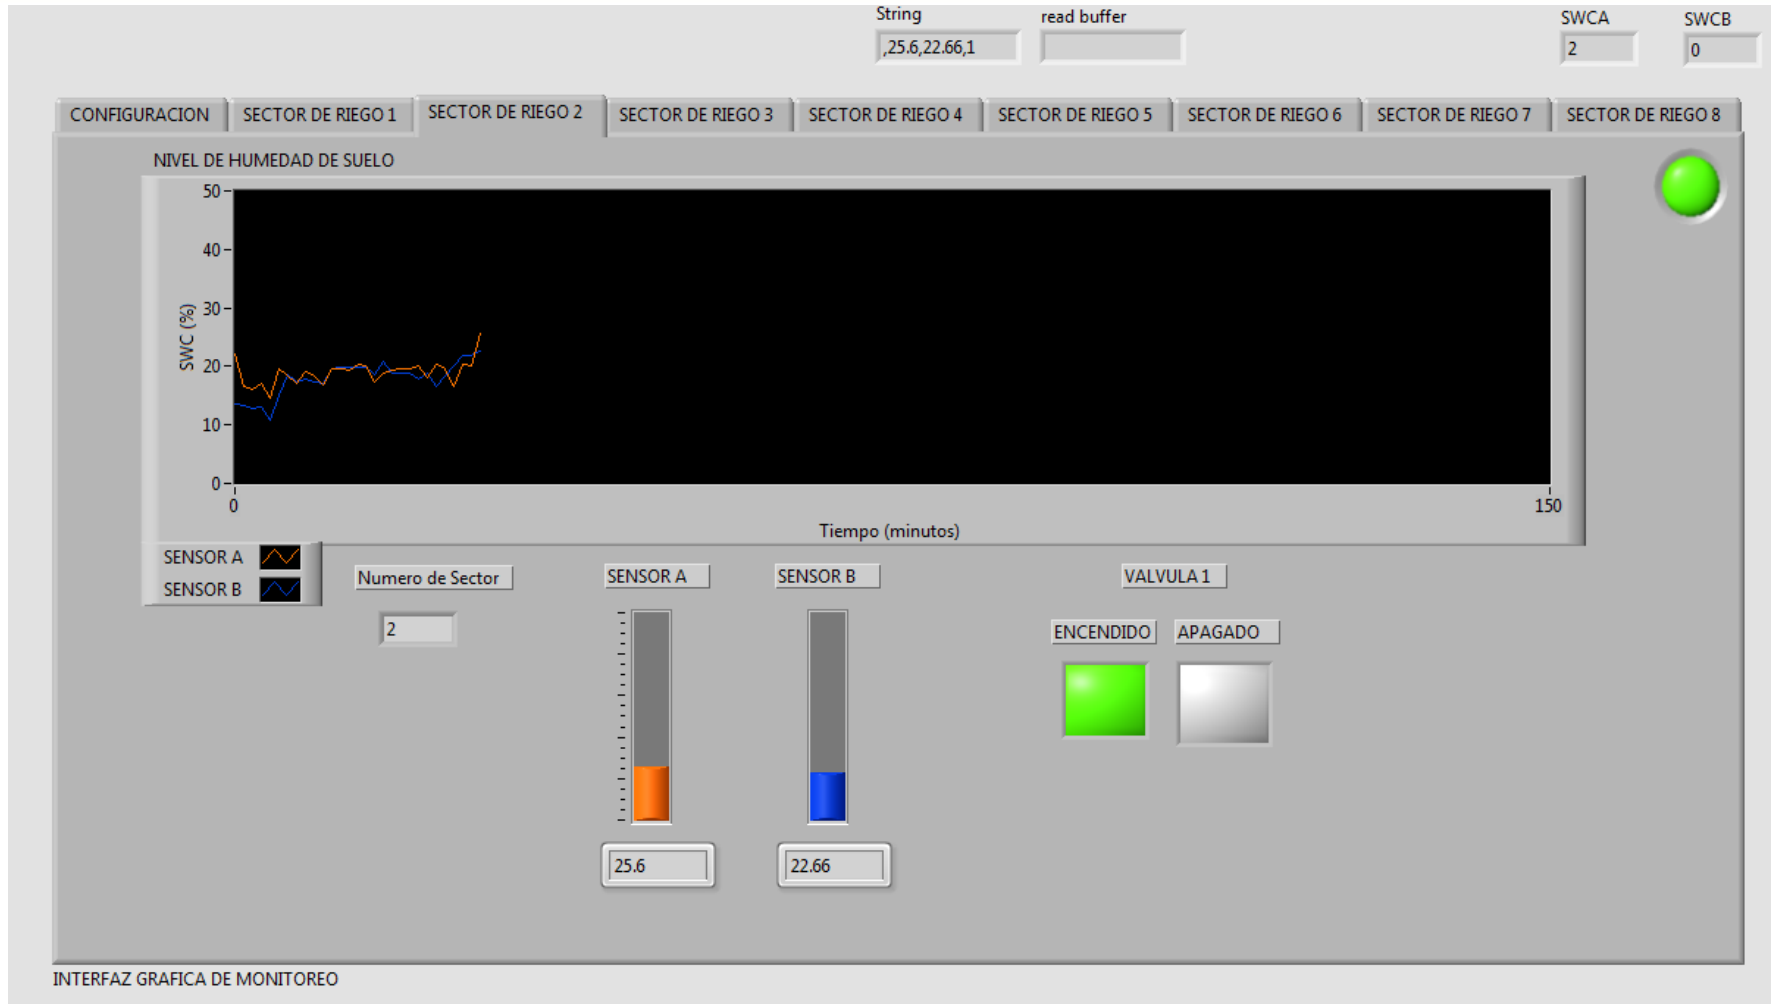 String
read buffer
SWCA
SWCB
,25.6,22.66,1
2
0
CONFIGURACION
SECTOR DE RIEGO 1
SECTOR DE RIEGO 2
SECTOR DE RIEGO 3
SECTOR DE RIEGO 4
SECTOR DE RIEGO 5
SECTOR DE RIEGO 6
SECTOR DE RIEGO 7
SECTOR DE RIEGO 8
NIVEL DE HUMEDAD DE SUELO
50
40
30
20
10
0
SWC (%)
0
150
Tiempo (minutos)
SENSOR A
SENSOR B
Numero de Sector
2
SENSOR A
SENSOR B
25.6
22.66
VALVULA 1
ENCENDIDO
APAGADO
INTERFAZ GRAFICA DE MONITOREO